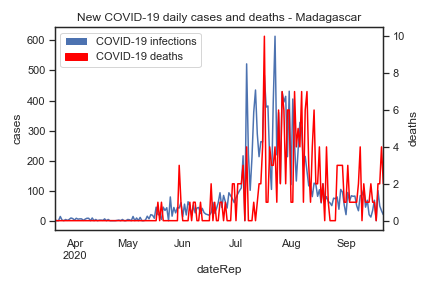 New COVID-19 daily cases and deaths - Madagascar
COVID-19 infections
COVID-19 deaths
600
500
400
300
200
100
0
cases
10
8
6
4
2
0
deaths
Apr May Jun Jul Aug Sep
2020
dateRep